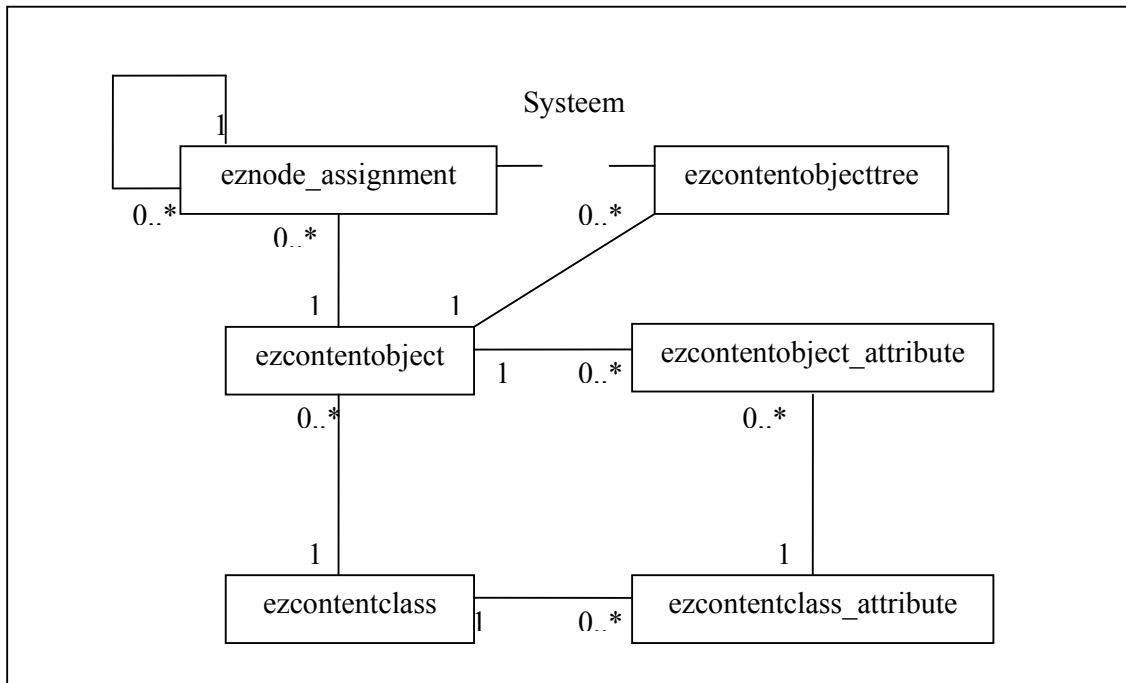 Systeem
1
eznode_assignment
ezcontentobjecttree
0..*
0..*
0..*
1
1
ezcontentobject
ezcontentobject_attribute
1
0..*
0..*
0..*
1
1
ezcontentclass
ezcontentclass_attribute
1
0..*